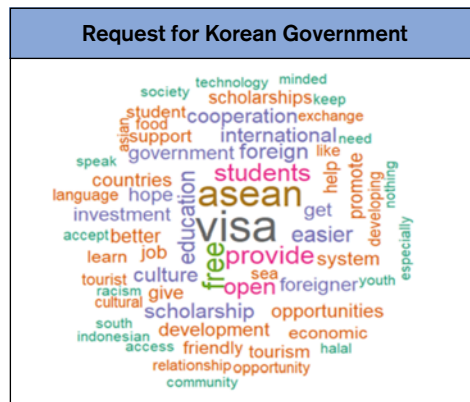 Request for Korean Government
technology minded
society scholarships keep
student cooperation exchange
asian food
support international need
government foreign like
speak students help promote developing nothing
countries asean
language hope education get
investment visa easier
accept better
learn job free provide system especially
tourist culture sea youth
racism give open foreigner
cultural scholarship opportunities
south development economic
indonesian
access friendly tourism halal
relationship opportunity
community